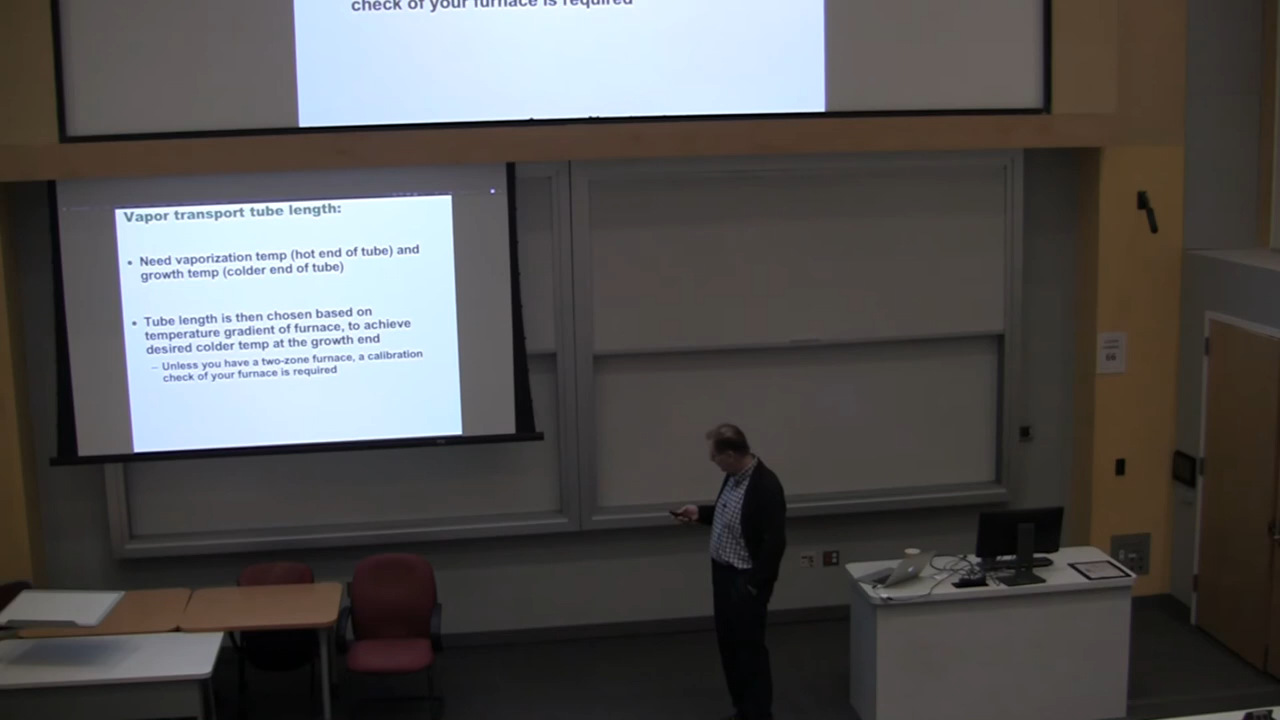 check of your furnace is required
Vapor transport tube length:
• Need vaporization temp (hot end of tube) and
growth temp (colder end of tube)
• Tube length is then chosen based on
temperature gradient of furnace, to achieve
desired colder temp at the growth end
– Unless you have a two-zone furnace, a calibration
check of your furnace is required
66